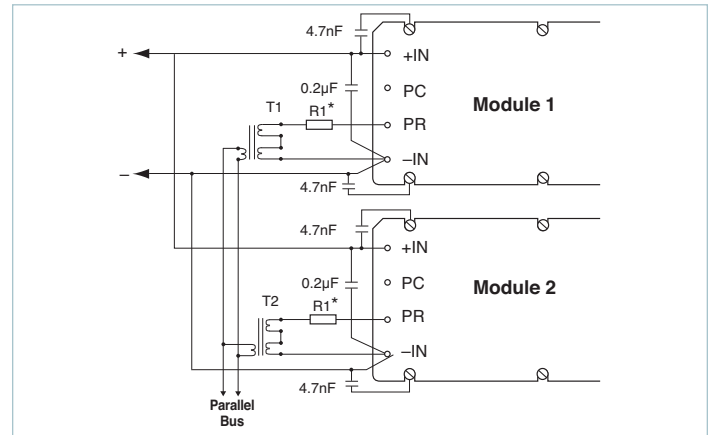 4.7nF
+
+IN
0.2µF
PC
Module 1
T1
R1*
PR
–IN
–
4.7nF
4.7nF
+IN
0.2µF
PC
Module 2
T2
R1*
PR
–IN
4.7nF
Parallel
Bus